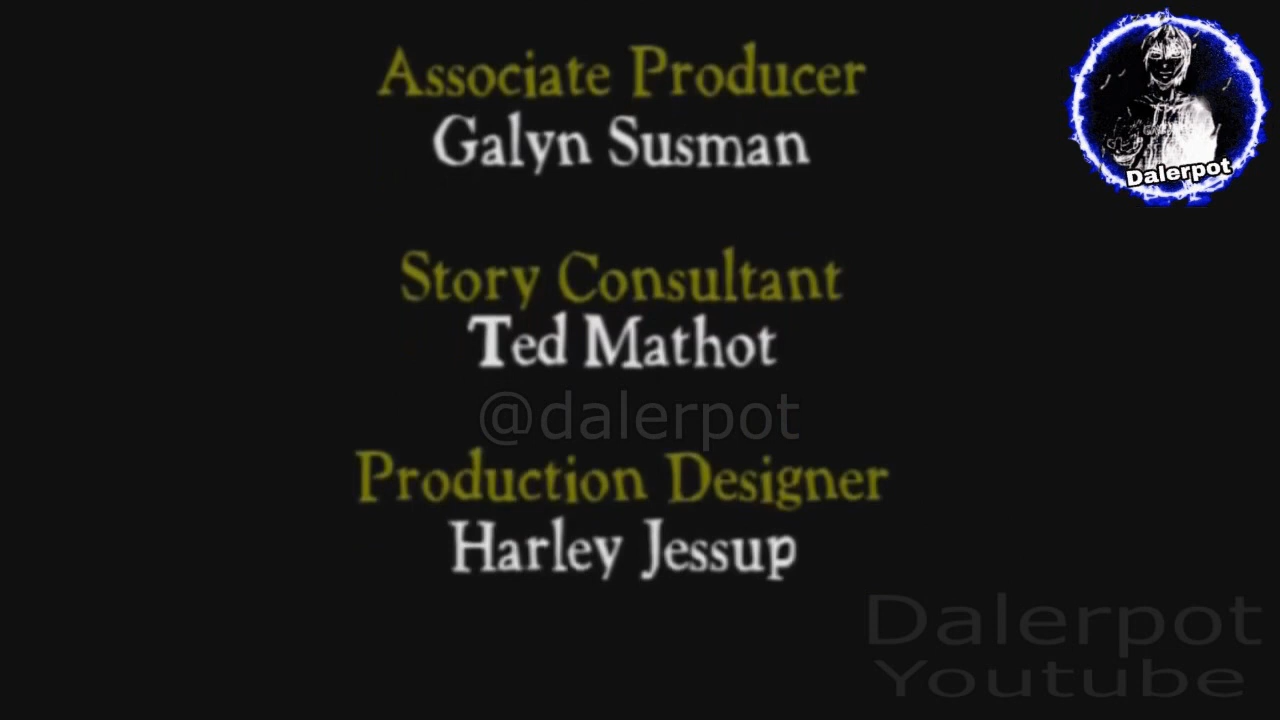 Associate Producer
Galyn Susman
Dalerpot
Story Consultant
Ted Mathot
@dalerpot
Production Designer
Harley Jessup
Dalerpot
Youtube